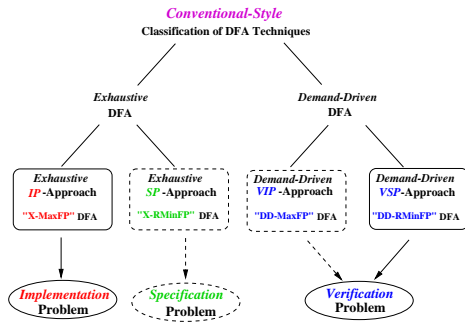 Conventional-Style
Classification of DFA Techniques
Exhaustive
DFA
Demand-Driven
DFA
Exhaustive
IP -Approach
"X-MaxFP" DFA
Exhaustive
SP -Approach
"X-RMinFP" DFA
Demand-Driven
VIP -Approach
"DD-MaxFP" DFA
Demand-Driven
VSP -Approach
"DD-RMinFP" DFA
Implementation
Problem
Specification
Problem
Verification
Problem